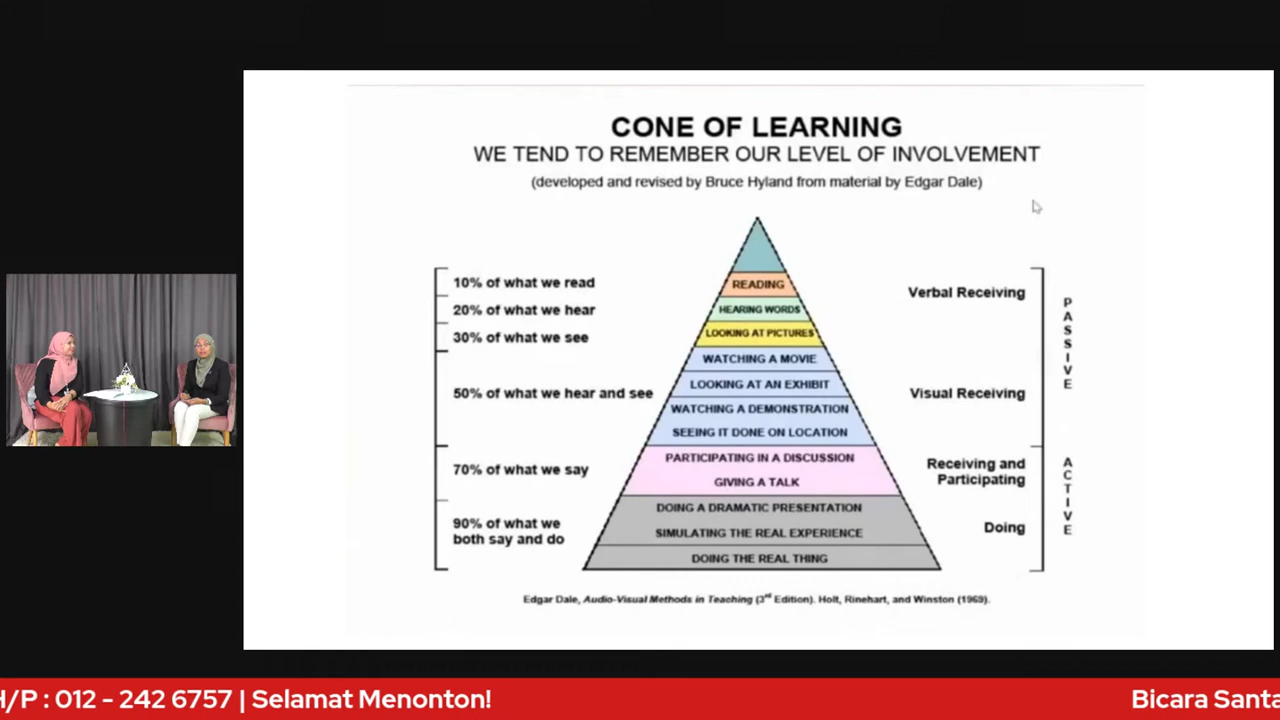 CONE OF LEARNING
WE TEND TO REMEMBER OUR LEVEL OF INVOLVEMENT
(developed and revised by Bruce Hyland from material by Edgar Dale)
10% of what we read
20% of what we hear
30% of what we see
50% of what we hear and see
70% of what we say
90% of what we
both say and do
READING
HEARING WORDS
LOOKING AT PICTURES
WATCHING A MOVIE
LOOKING AT AN EXHIBIT
WATCHING A DEMONSTRATION
SEEING IT DONE ON LOCATION
PARTICIPATING IN A DISCUSSION
GIVING A TALK
DOING A DRAMATIC PRESENTATION
SIMULATING THE REAL EXPERIENCE
DOING THE REAL THING
Verbal Receiving
Visual Receiving
Receiving and
Participating
Doing
PASSIVE
ACTIVE
Edgar Dale, Audio-Visual Methods in Teaching (3rd Edition). Holt, Rinehart, and Winston (1969).
H/P : 012 - 242 6757 | Selamat Menonton!
Bicara Santa